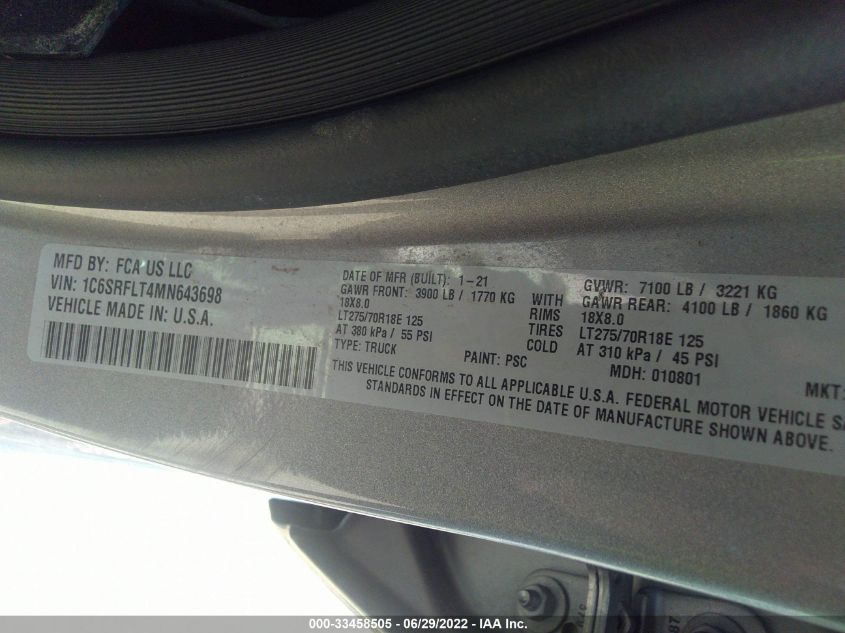 MFD BY: FCA US LLC
VIN: 1C6SRFLT4MN643698
VEHICLE MADE IN: U.S.A.
DATE OF MFR (BUILT): 1-21 GVWR: 7100 LB / 3221 KG
GAWR FRONT: 3900 LB / 1770 KG WITH GAWR REAR: 4100 LB / 1860 KG
18X8.0 RIMS 18X8.0
LT275/70R18E 125 TIRES LT275/70R18E 125
AT 380 kPa / 55 PSI COLD AT 310 kPa / 45 PSI
TYPE: TRUCK PAINT: PSC MDH: 010801 MKT:
THIS VEHICLE CONFORMS TO ALL APPLICABLE U.S.A. FEDERAL MOTOR VEHICLE
STANDARDS IN EFFECT ON THE DATE OF MANUFACTURE SHOWN ABOVE.
000-33458505 - 06/29/2022 - © IAA, Inc.